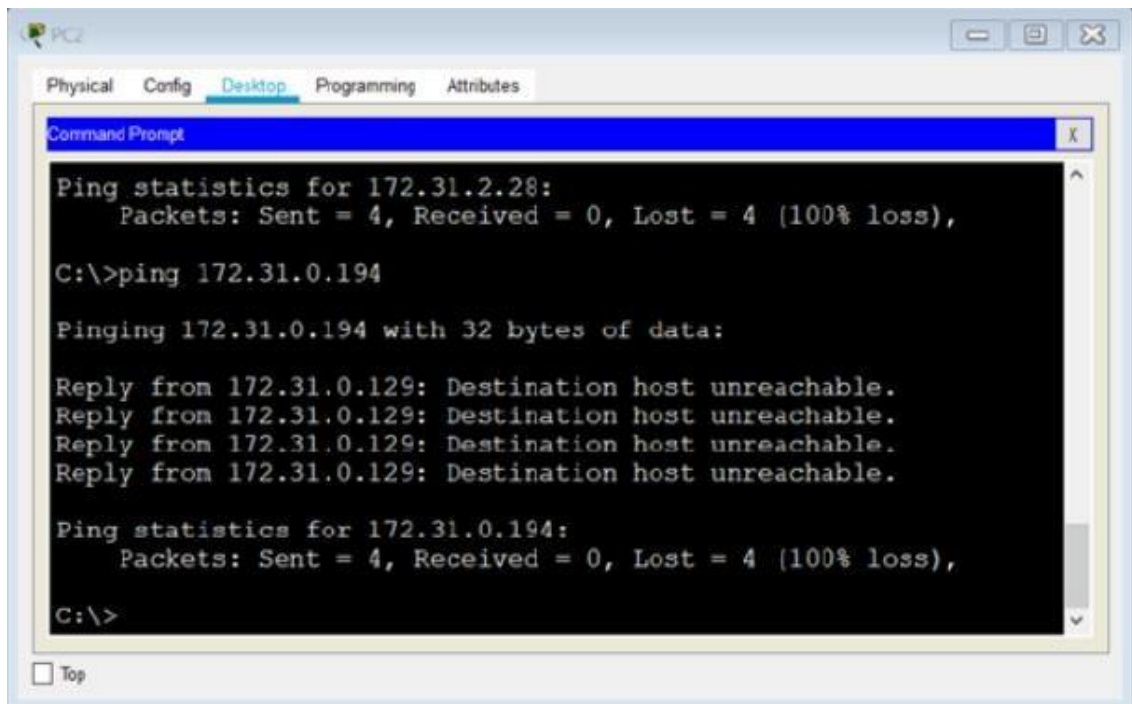 PC2
Physical Config Desktop Programming Attributes
Command Prompt
X
Ping statistics for 172.31.2.28:
Packets: Sent = 4, Received = 0, Lost = 4 (100% loss),
C:\>ping 172.31.0.194
Pinging 172.31.0.194 with 32 bytes of data:
Reply from 172.31.0.129: Destination host unreachable.
Reply from 172.31.0.129: Destination host unreachable.
Reply from 172.31.0.129: Destination host unreachable.
Reply from 172.31.0.129: Destination host unreachable.
Ping statistics for 172.31.0.194:
Packets: Sent = 4, Received = 0, Lost = 4 (100% loss),
C:\>
Top